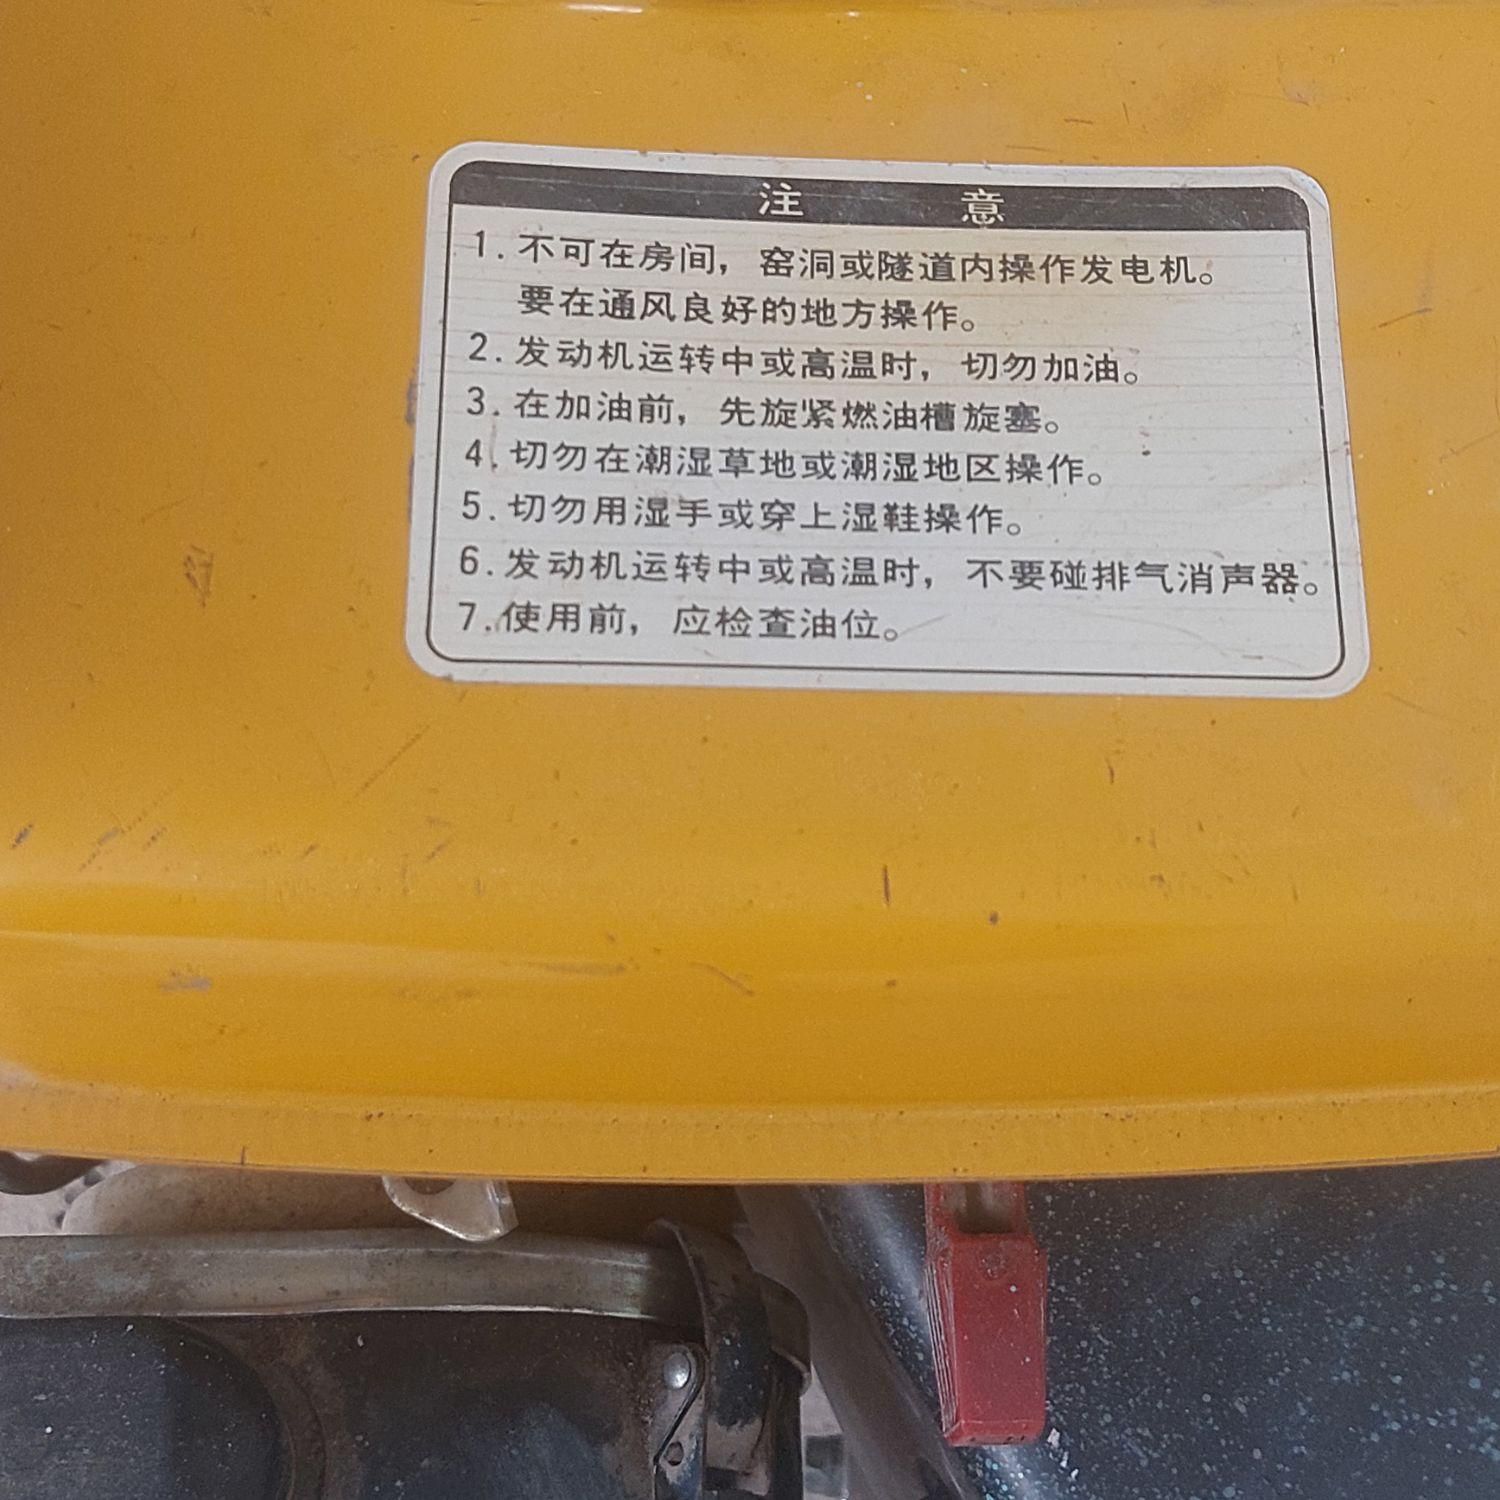 注 意
1. 不可在房间，窑洞或隧道内操作发电机。
要在通风良好的地方操作。
2. 发动机运转中或高温时，切勿加油。
3. 在加油前，先旋紧燃油槽旋塞。
4. 切勿在潮湿草地或潮湿地区操作。
5. 切勿用湿手或穿上湿鞋操作。
6. 发动机运转中或高温时，不要碰排气消声器。
7. 使用前，应检查油位。